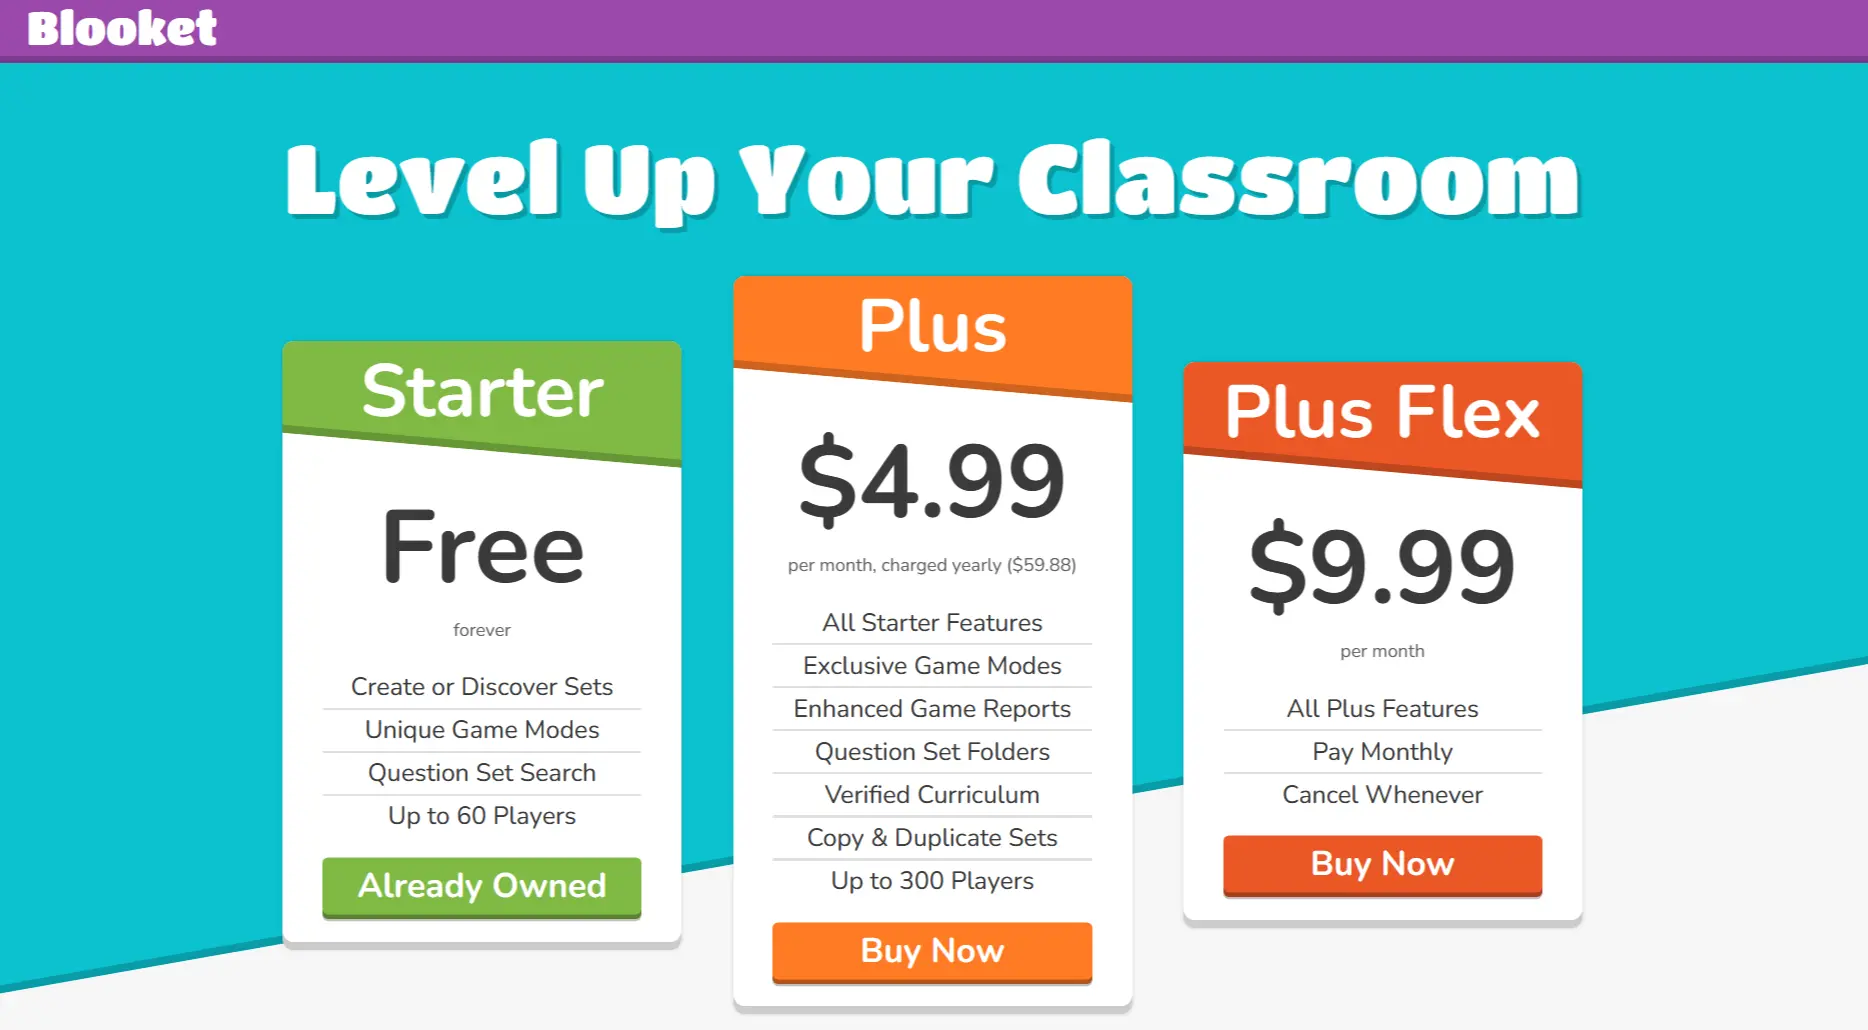 Blooket
Level Up Your Classroom
Starter
Free
forever
Create or Discover Sets
Unique Game Modes
Question Set Search
Up to 60 Players
Already Owned
Plus
$4.99
per month, charged yearly ($59.88)
All Starter Features
Exclusive Game Modes
Enhanced Game Reports
Question Set Folders
Verified Curriculum
Copy & Duplicate Sets
Up to 300 Players
Buy Now
Plus Flex
$9.99
per month
All Plus Features
Pay Monthly
Cancel Whenever
Buy Now